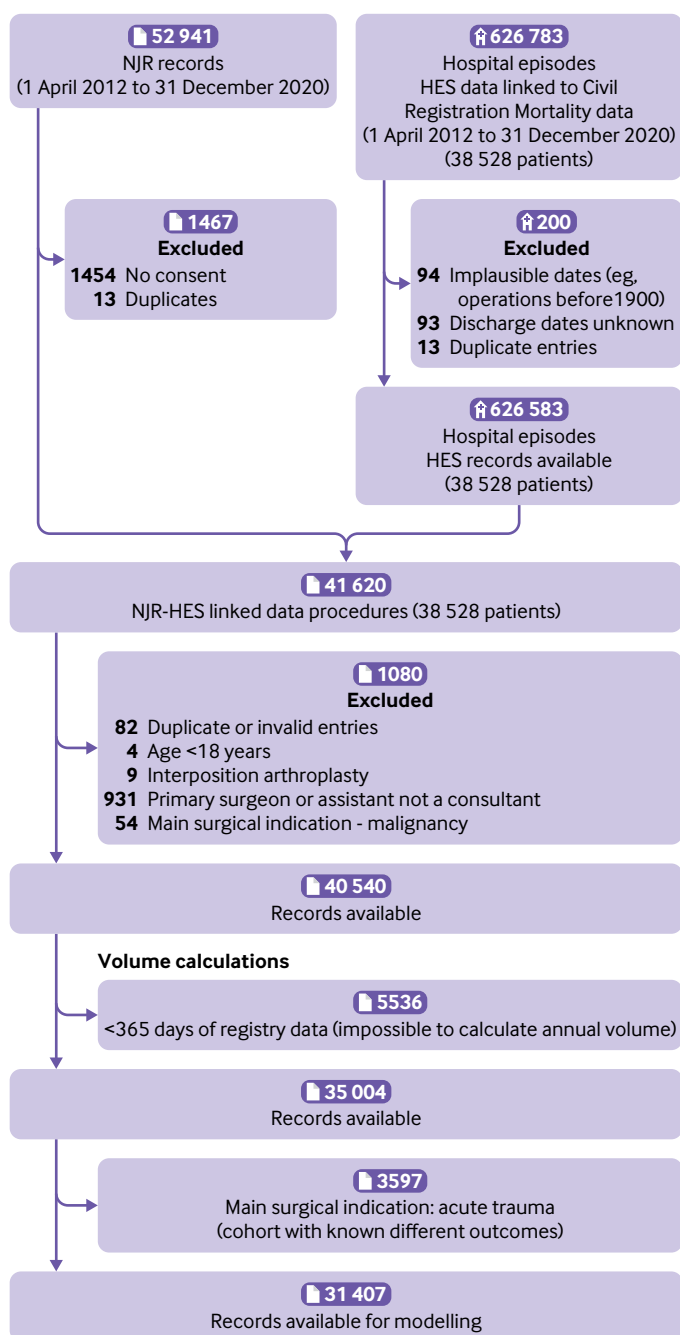 52 941
NJR records
(1 April 2012 to 31 December 2020)
626 783
Hospital episodes
HES data linked to Civil
Registration Mortality data
(1 April 2012 to 31 December 2020)
(38 528 patients)
1467
Excluded
1454 No consent
13 Duplicates
200
Excluded
94 Implausible dates (eg,
operations before1900)
93 Discharge dates unknown
13 Duplicate entries
626 583
Hospital episodes
HES records available
(38 528 patients)
41 620
NJR-HES linked data procedures (38 528 patients)
1080
Excluded
82 Duplicate or invalid entries
4 Age <18 years
9 Interposition arthroplasty
931 Primary surgeon or assistant not a consultant
54 Main surgical indication - malignancy
40 540
Records available
Volume calculations
5536
<365 days of registry data (impossible to calculate annual volume)
35 004
Records available
3597
Main surgical indication: acute trauma
(cohort with known different outcomes)
31 407
Records available for modelling